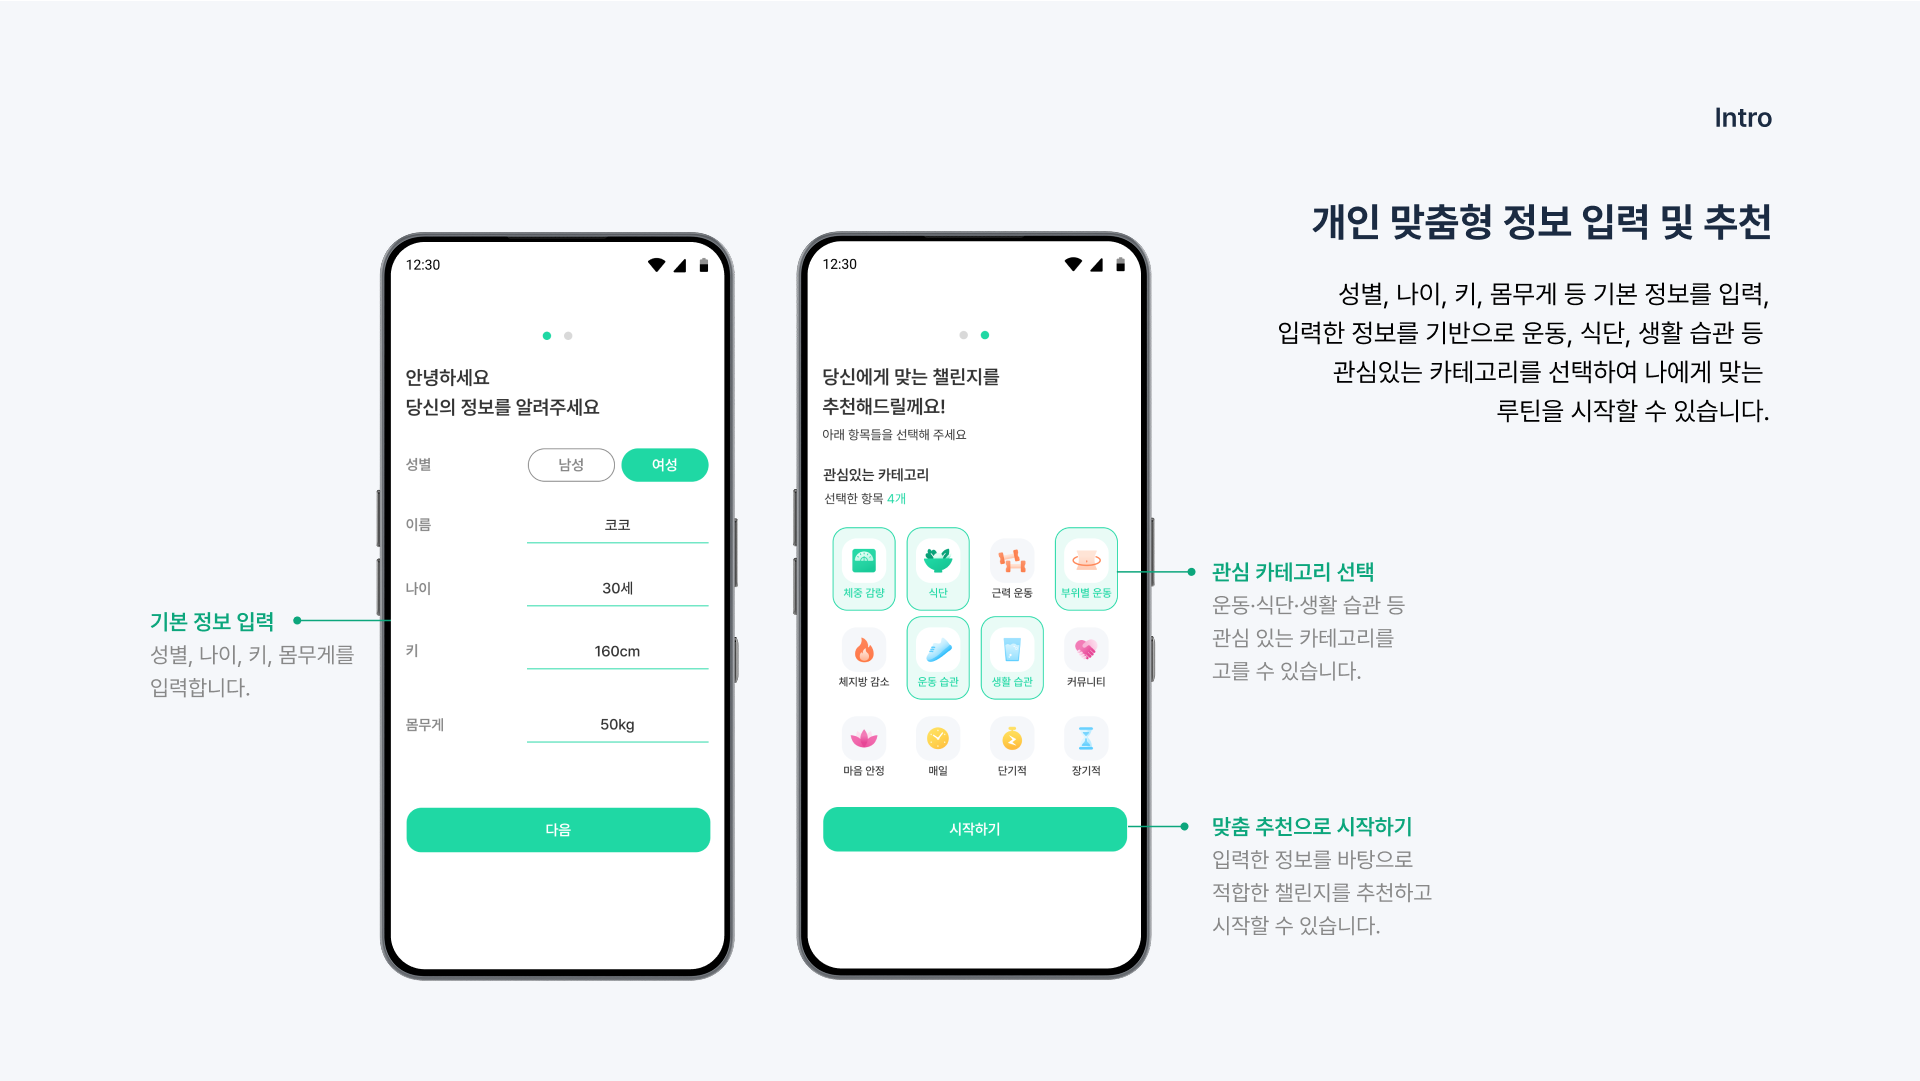 Intro
개인 맞춤형 정보 입력 및 추천
성별, 나이, 키, 몸무게 등 기본 정보를 입력,
입력한 정보를 기반으로 운동, 식단, 생활 습관 등
관심있는 카테고리를 선택하여 나에게 맞는
루틴을 시작할 수 있습니다.
기본 정보 입력
성별, 나이, 키, 몸무게를
입력합니다.
12:30
안녕하세요
당신의 정보를 알려주세요
성별 남성 여성
이름 코코
나이 30세
키 160cm
몸무게 50kg
다음
12:30
당신에게 맞는 챌린지를
추천해드릴께요!
아래 항목들을 선택해 주세요
관심있는 카테고리
선택한 항목 4개
체중 감량 식단 근력 운동 부위별 운동
체지방 감소 운동 습관 생활 습관 커뮤니티
마음 안정 매일 단기적 장기적
시작하기
관심 카테고리 선택
운동·식단·생활 습관 등
관심 있는 카테고리를
고를 수 있습니다.
맞춤 추천으로 시작하기
입력한 정보를 바탕으로
적합한 챌린지를 추천하고
시작할 수 있습니다.